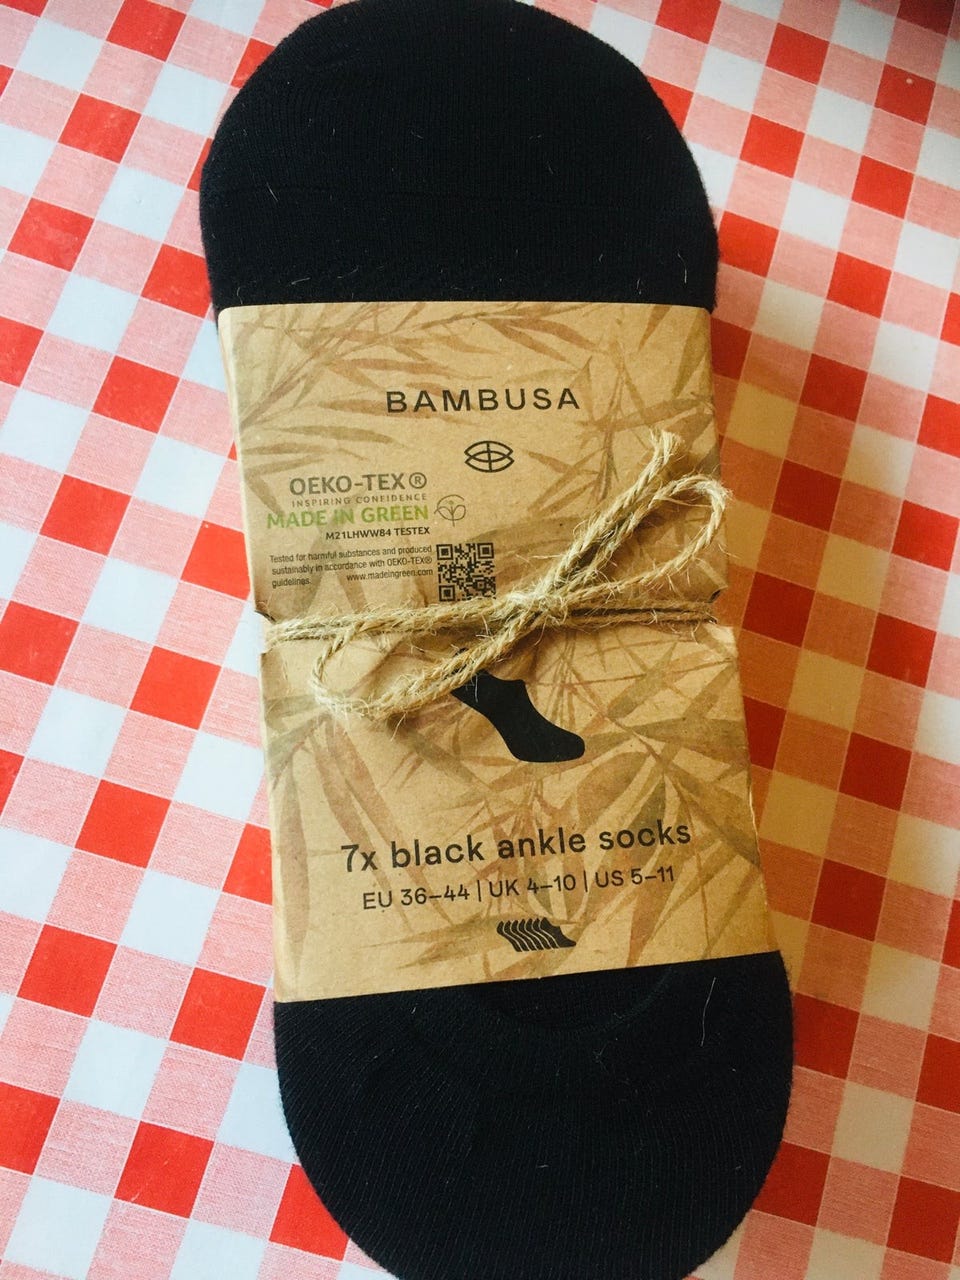 BAMBUSA
OEKO-TEX®
INSPIRING CONFIDENCE
MADE IN GREEN
M21LHWW84 TESTEX
Tested for harmful substances and produced
sustainably in accordance with OEKO-TEX®
guidelines. www.madeingreen.com
7x black ankle socks
EU 36–44 | UK 4–10 | US 5–11